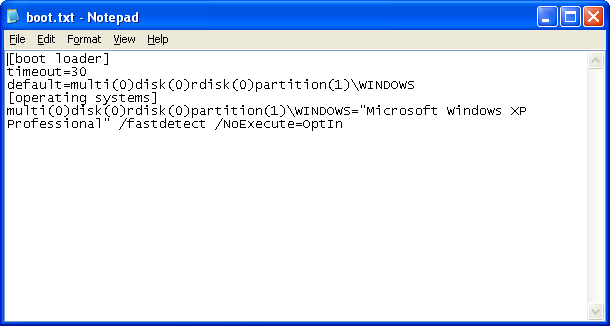 boot.txt - Notepad
File Edit Format View Help
[boot loader]
timeout=30
default=multi(0)disk(0)rdisk(0)partition(1)\WINDOWS
[operating systems]
multi(0)disk(0)rdisk(0)partition(1)\WINDOWS="Microsoft Windows XP
Professional" /fastdetect /NoExecute=OptIn